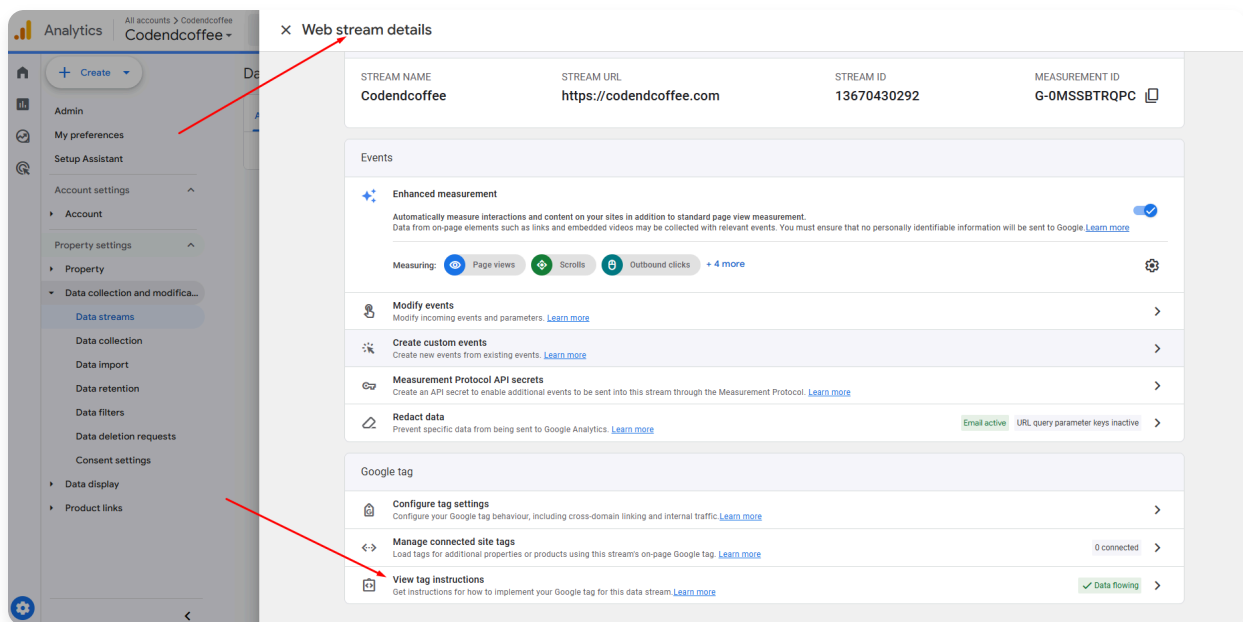 Analytics
All accounts > Codendcoffee
Codendcoffee
Web stream details
Create
Da
Admin
My preferences
Setup Assistant
Account settings
Account
Property settings
Property
Data collection and modifica...
Data streams
Data collection
Data import
Data retention
Data filters
Data deletion requests
Consent settings
Data display
Product links
STREAM NAME
Codendcoffee
STREAM URL
https://codendcoffee.com
STREAM ID
13670430292
MEASUREMENT ID
G-0MSSBTRQPC
Events
Enhanced measurement
Automatically measure interactions and content on your sites in addition to standard page view measurement.
Data from on-page elements such as links and embedded videos may be collected with relevant events. You must ensure that no personally identifiable information will be sent to Google. Learn more
Measuring: Page views Scrolls Outbound clicks + 4 more
Modify events
Modify incoming events and parameters. Learn more
Create custom events
Create new events from existing events. Learn more
Measurement Protocol API secrets
Create an API secret to enable additional events to be sent into this stream through the Measurement Protocol. Learn more
Redact data
Prevent specific data from being sent to Google Analytics. Learn more
Email active URL query parameter keys inactive
Google tag
Configure tag settings
Configure your Google tag behaviour, including cross-domain linking and internal traffic. Learn more
Manage connected site tags
Load tags for additional properties or products using this stream's on-page Google tag. Learn more
0 connected
View tag instructions
Get instructions for how to implement your Google tag for this data stream. Learn more
Data flowing